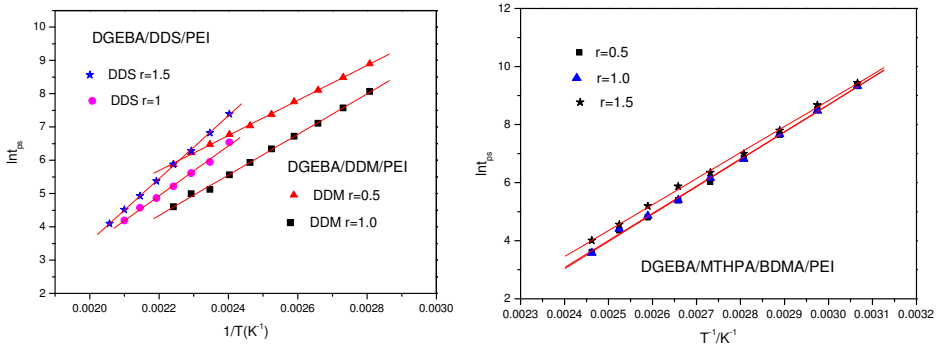 DGEBA/DDS/PEI
DDS r=1.5
DDS r=1
DGEBA/DDM/PEI
DDM r=0.5
DDM r=1.0
lnt_ps
10
9
8
7
6
5
4
3
2
0.0020 0.0022 0.0024 0.0026 0.0028
1/T(K⁻¹)
r=0.5
r=1.0
r=1.5
DGEBA/MTHPA/BDMA/PEI
lnt_ps
12
10
8
6
4
2
0.0023 0.0024 0.0025 0.0026 0.0027 0.0028 0.0029 0.0030 0.0031 0.0032
T⁻¹/K⁻¹